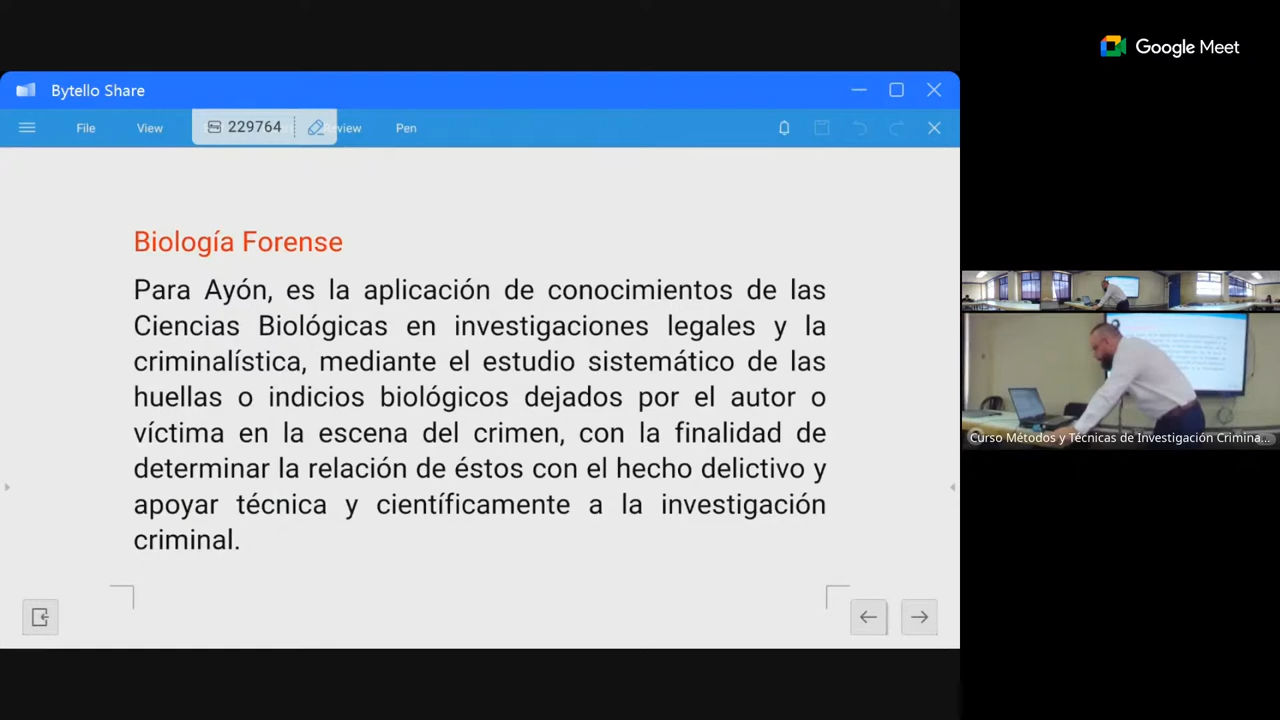 Google Meet
Bytello Share
File View 229764 Review Pen
Biología Forense
Para Ayón, es la aplicación de conocimientos de las
Ciencias Biológicas en investigaciones legales y la
criminalística, mediante el estudio sistemático de las
huellas o indicios biológicos dejados por el autor o
víctima en la escena del crimen, con la finalidad de
determinar la relación de éstos con el hecho delictivo y
apoyar técnica y científicamente a la investigación
criminal.
Curso Métodos y Técnicas de Investigación Crimina...